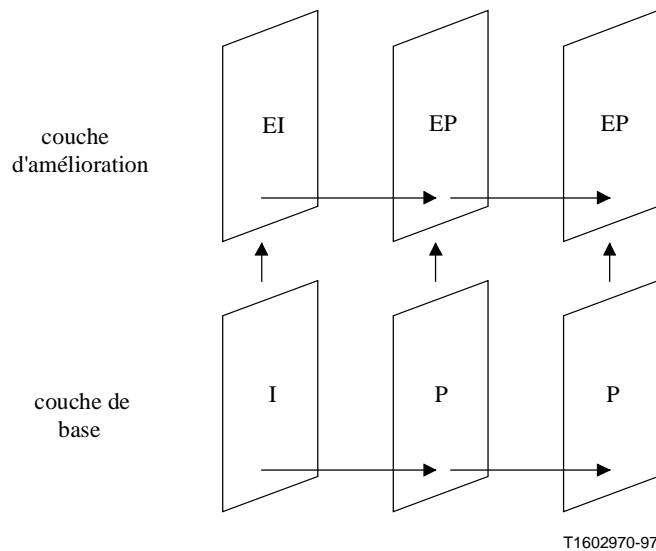 EI
EP
EP
couche
d'amélioration
I
P
P
couche de
base
T1602970-97